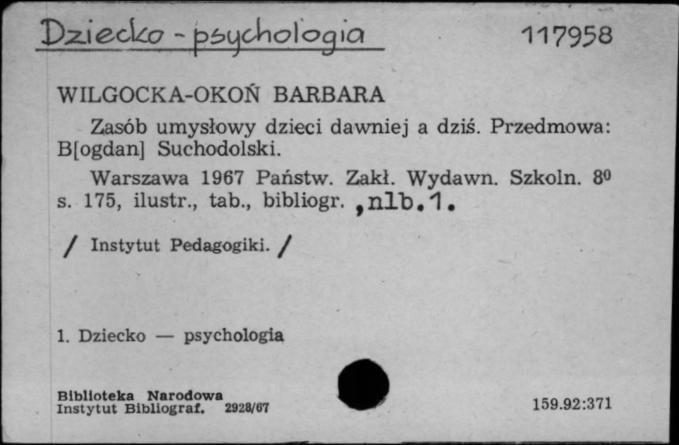 Dziecko - psychologia 117958
WILGOCKA-OKOŃ BARBARA
Zasób umysłowy dzieci dawniej a dziś. Przedmowa:
B[ogdan] Suchodolski.
Warszawa 1967 Państw. Zakł. Wydawn. Szkoln. 8º
s. 175, ilustr., tab., bibliogr. ,nlb.1.
/ Instytut Pedagogiki. /
1. Dziecko — psychologia
Biblioteka Narodowa
Instytut Bibliograf. 2928/67
159.92:371